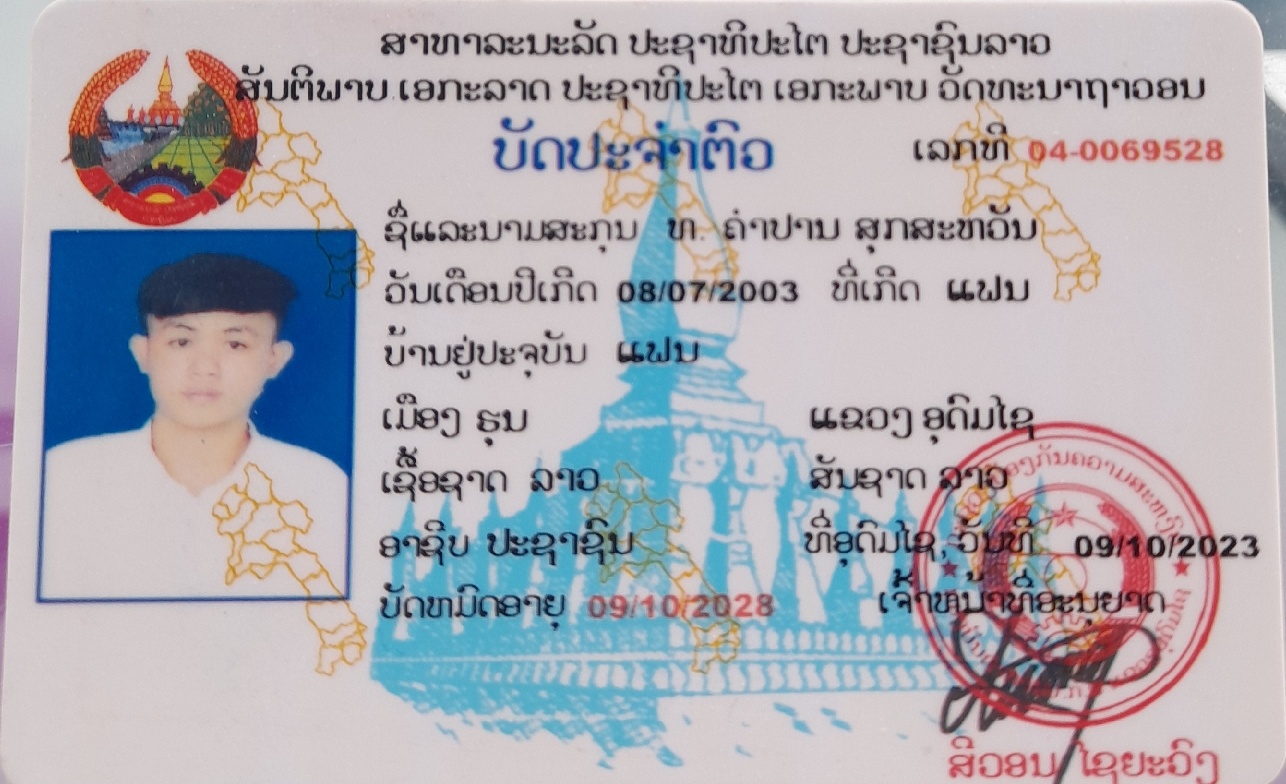 ສາທາລະນະລັດ ປະຊາທິປະໄຕ ປະຊາຊົນລາວ
ສັນຕິພາບ ເອກະລາດ ປະຊາທິປະໄຕ ເອກະພາບ ວັດທະນາຖາວອນ
ບັດປະຈຳຕົວ ເລກທີ 04-0069528
ຊື່ແລະນາມສະກຸນ ທ. ຄຳປານ ສຸກສະຫວັນ
ວັນເດືອນປີເກີດ 08/07/2003 ທີ່ເກີດ ແຟນ
ບ້ານຢູ່ປະຈຸບັນ ແຟນ
ເມືອງ ຮຸນ ແຂວງ ອຸດົມໄຊ
ເຊື້ອຊາດ ລາວ ສັນຊາດ ລາວ
ອາຊີບ ປະຊາຊົນ ທີ່ອຸດົມໄຊ, ວັນທີ 09/10/2023
ບັດຫມົດອາຍຸ 09/10/2028 ເຈົ້າຫນ້າທີ່ອະນຸຍາດ
ສີວອນ ໄຊຍະວົງ